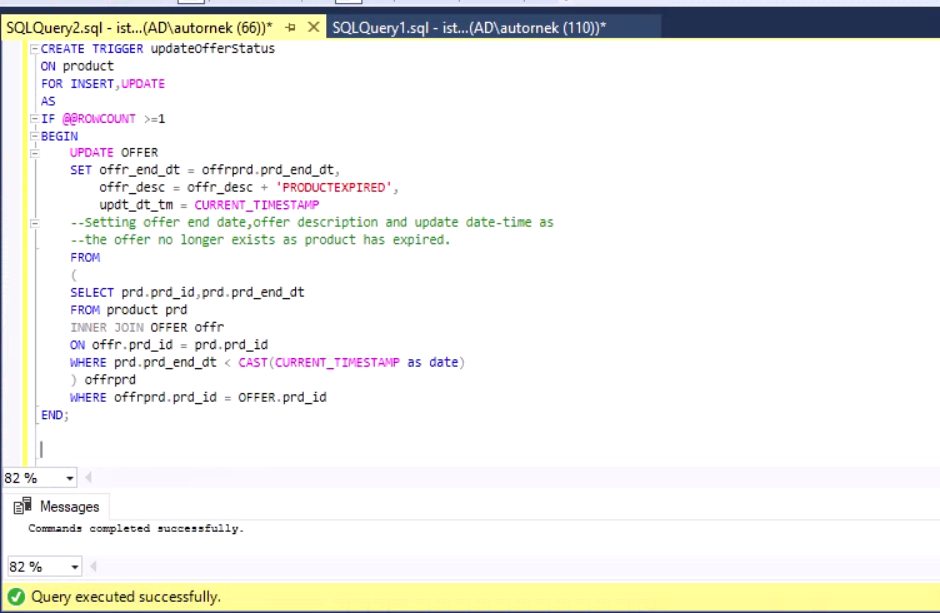 SQLQuery2.sql - ist...(AD\autornek (66))* SQLQuery1.sql - ist...(AD\autornek (110))*
CREATE TRIGGER updateOfferStatus
ON product
FOR INSERT,UPDATE
AS
IF @@ROWCOUNT >=1
BEGIN
UPDATE OFFER
SET offr_end_dt = offrprd.prd_end_dt,
offr_desc = offr_desc + 'PRODUCTEXPIRED',
updt_dt_tm = CURRENT_TIMESTAMP
--Setting offer end date,offer description and update date-time as
--the offer no longer exists as product has expired.
FROM
(
SELECT prd.prd_id,prd.prd_end_dt
FROM product prd
INNER JOIN OFFER offr
ON offr.prd_id = prd.prd_id
WHERE prd.prd_end_dt < CAST(CURRENT_TIMESTAMP as date)
) offrprd
WHERE offrprd.prd_id = OFFER.prd_id
END;
82 %
Messages
Commands completed successfully.
82 %
Query executed successfully.